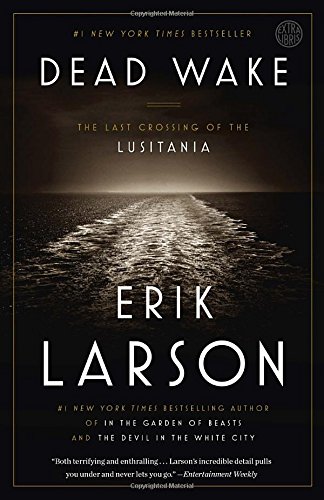 #1 NEW YORK TIMES BESTSELLER
EXTRA
LIBRIS
DEAD WAKE
THE LAST CROSSING OF THE
LUSITANIA
ERIK
LARSON
#1 NEW YORK TIMES BESTSELLING AUTHOR
OF IN THE GARDEN OF BEASTS
AND THE DEVIL IN THE WHITE CITY
"Both terrifying and enthralling . . . Larson's incredible detail pulls
you under and never lets you go." —Entertainment Weekly